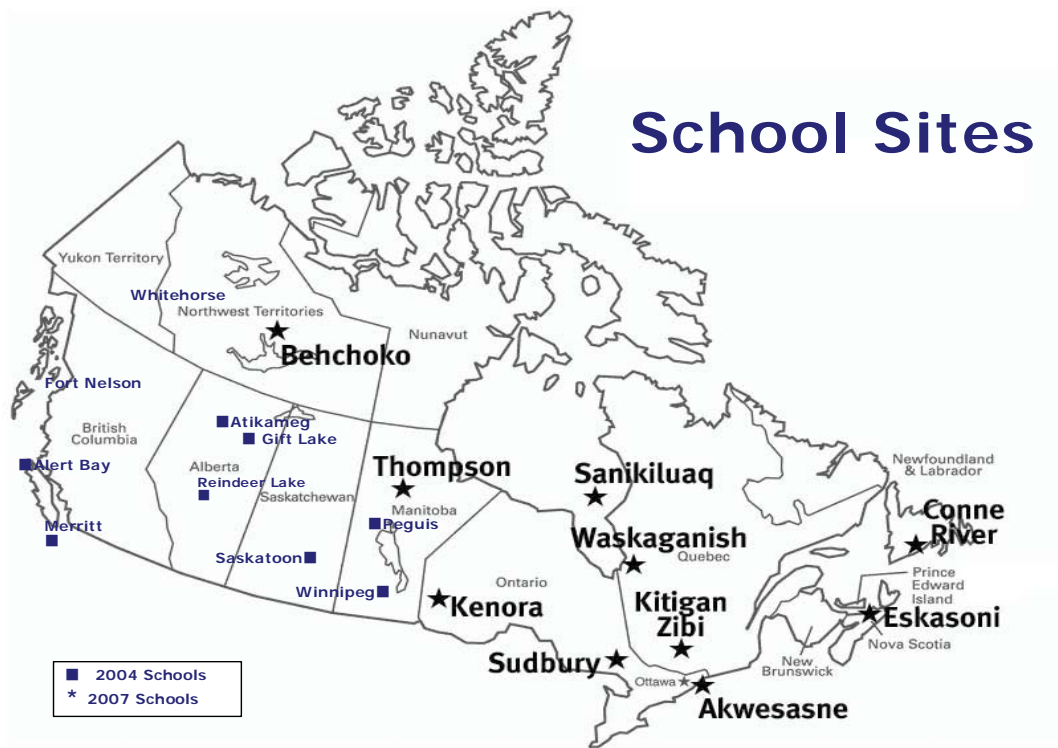 School Sites
Yukon Territory
Whitehorse
Northwest Territories
Nunavut
Behchoko
Fort Nelson
British
Columbia
Atikameg
Gift Lake
Alert Bay
Alberta
Reindeer Lake
Saskatchewan
Thompson
Manitoba
Peguis
Sanikiluaq
Newfoundland
& Labrador
Conne
River
Merritt
Waskaganish
Quebec
Saskatoon
Winnipeg
Ontario
Kenora
Kitigan
Zibi
Prince
Edward
Island
Eskasoni
Nova Scotia
New
Brunswick
Sudbury
Ottawa
Akwesasne
2004 Schools
* 2007 Schools